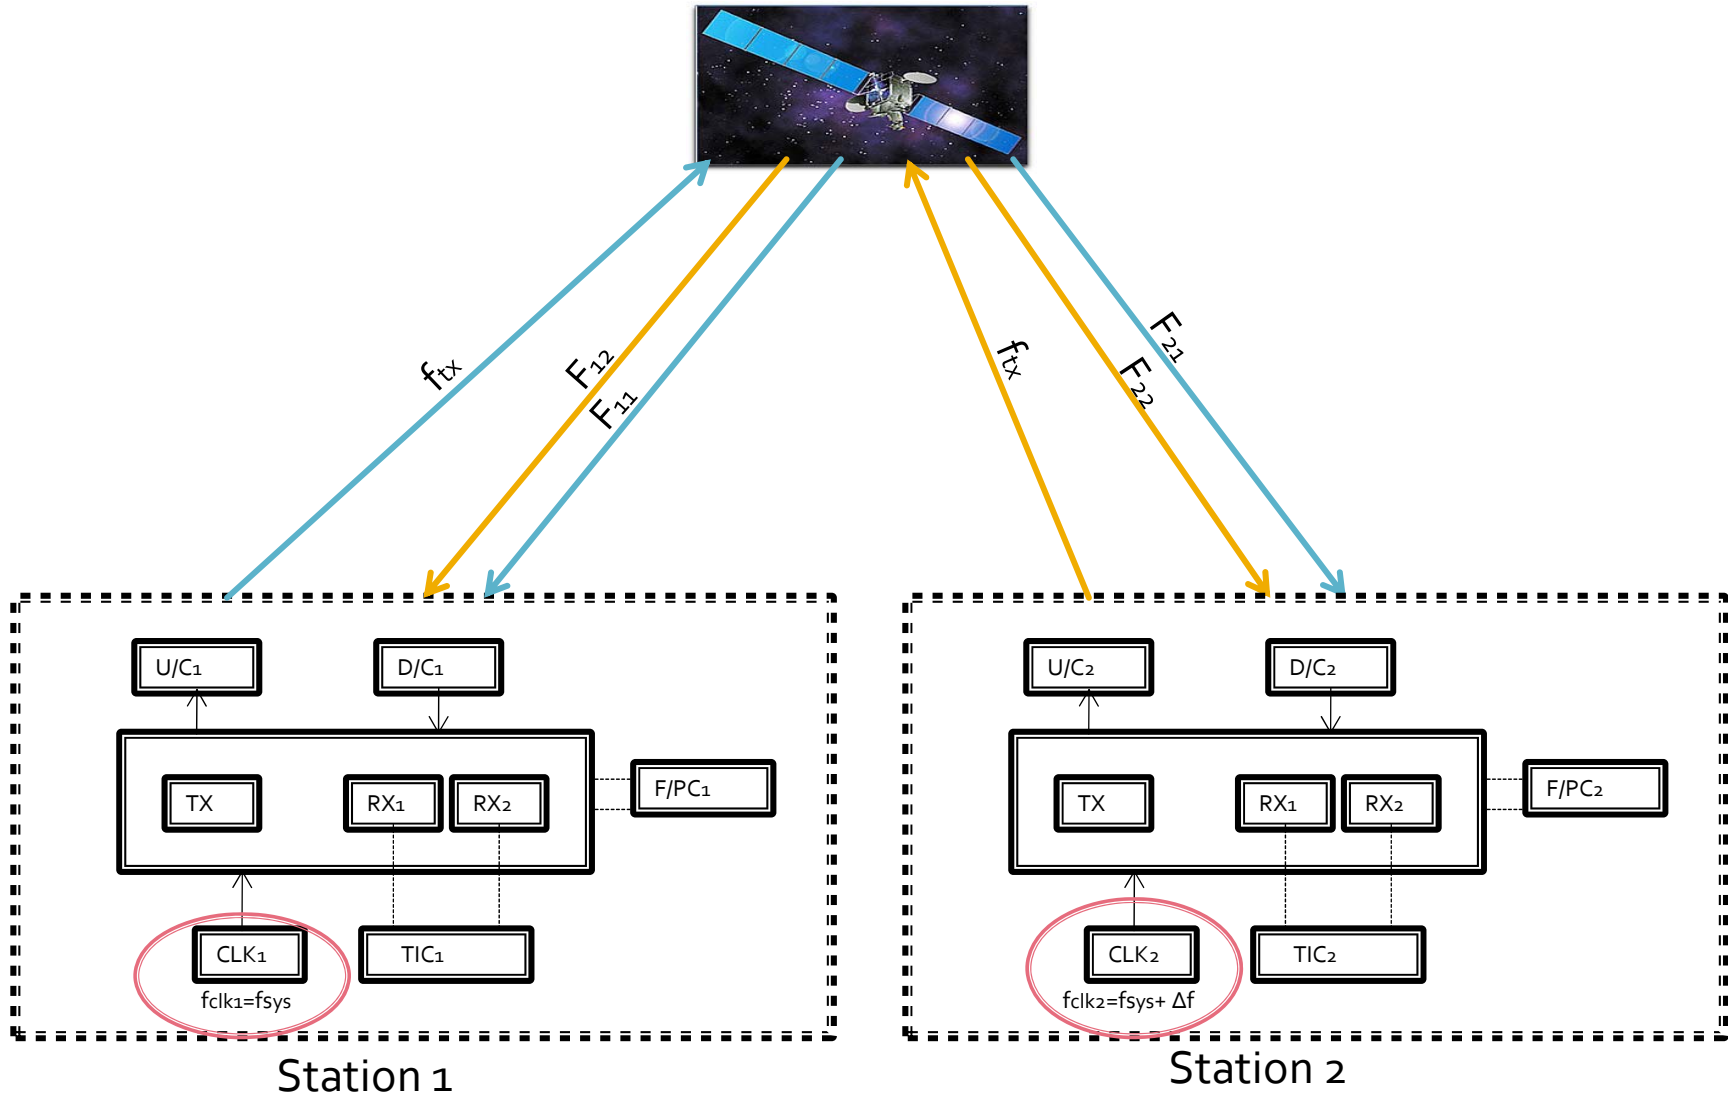 ftx
F12
F11
ftx
F22
F21
U/C1
D/C1
TX
RX1
RX2
F/PC1
CLK1
TIC1
fclk1=fsys
Station 1
U/C2
D/C2
TX
RX1
RX2
F/PC2
CLK2
TIC2
fclk2=fsys+ Δf
Station 2